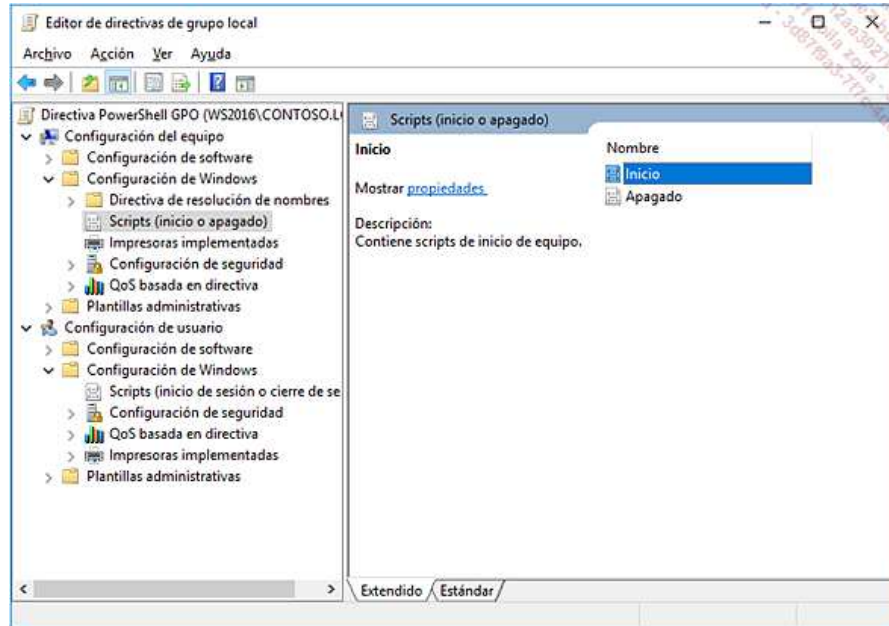 Editor de directivas de grupo local
Archivo Acción Ver Ayuda
Directiva PowerShell GPO (WS2016\CONTOSO.L
Configuración del equipo
Configuración de software
Configuración de Windows
Directiva de resolución de nombres
Scripts (inicio o apagado)
Impresoras implementadas
Configuración de seguridad
QoS basada en directiva
Plantillas administrativas
Configuración de usuario
Configuración de software
Configuración de Windows
Scripts (inicio de sesión o cierre de se
Configuración de seguridad
QoS basada en directiva
Impresoras implementadas
Plantillas administrativas
Scripts (inicio o apagado)
Inicio
Mostrar propiedades
Descripción:
Contiene scripts de inicio de equipo.
Nombre
Inicio
Apagado
Extendido Estándar